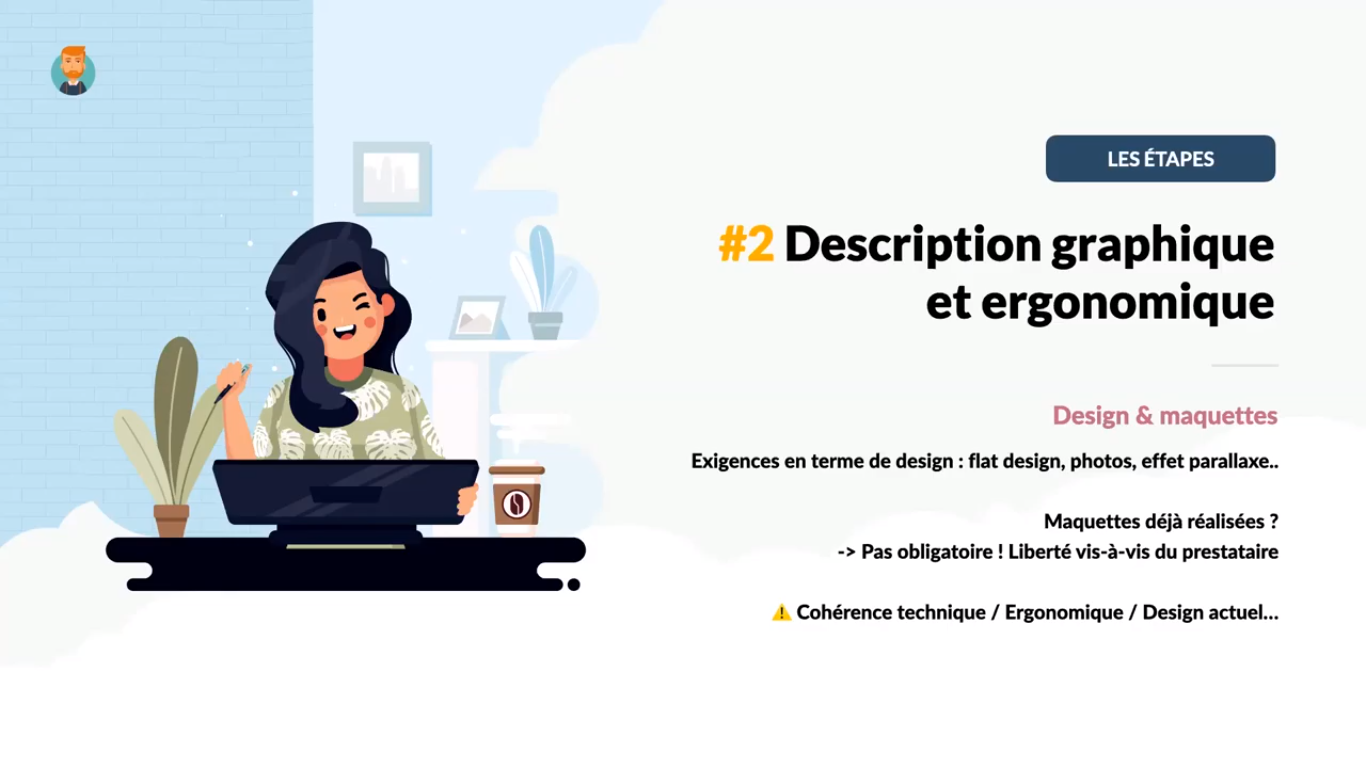 LES ÉTAPES
#2 Description graphique
et ergonomique
Design & maquettes
Exigences en terme de design : flat design, photos, effet parallaxe..
Maquettes déjà réalisées ?
-> Pas obligatoire ! Liberté vis-à-vis du prestataire
⚠️ Cohérence technique / Ergonomique / Design actuel...